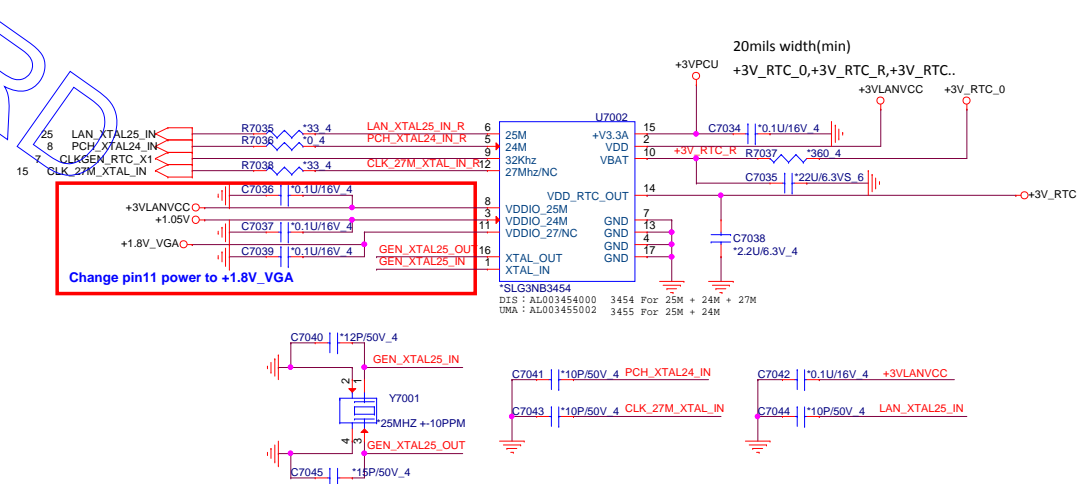 20mils width(min)
+3V_RTC_0,+3V_RTC_R,+3V_RTC..
+3VPCU
+3VLANVCC
+3V_RTC_0
U7002
25 LAN_XTAL25_IN R7035 *33_4 LAN_XTAL25_IN_R 6 25M
8 PCH_XTAL24_IN R7036 *0_4 PCH_XTAL24_IN_R 5 24M
7 CLKGEN_RTC_X1 9 32Khz
15 CLK_27M_XTAL_IN R7038 *33_4 CLK_27M_XTAL_IN_R 12 27Mhz/NC
+V3.3A 15 C7034 *0.1U/16V_4
VDD 2
VBAT 10 +3V_RTC_R R7037 *360_4
C7035 *22U/6.3VS_6
VDD_RTC_OUT 14 +3V_RTC
C7036 *0.1U/16V_4
+3VLANVCC 8 VDDIO_25M
+1.05V 3 VDDIO_24M
C7037 *0.1U/16V_4 11 VDDIO_27/NC
+1.8V_VGA
C7039 *0.1U/16V_4
GEN_XTAL25_OUT 16 XTAL_OUT
GEN_XTAL25_IN 1 XTAL_IN
GND 7
GND 13
GND 4
GND 17
C7038
*2.2U/6.3V_4
Change pin11 power to +1.8V_VGA
*SLG3NB3454
DIS : AL003454000 3454 For 25M + 24M + 27M
UMA : AL003455002 3455 For 25M + 24M
C7040 *12P/50V_4
GEN_XTAL25_IN
2 1
Y7001
*25MHZ +-10PPM
4 3
GEN_XTAL25_OUT
C7045 *15P/50V_4
C7041 *10P/50V_4 PCH_XTAL24_IN
C7043 *10P/50V_4 CLK_27M_XTAL_IN
C7042 *0.1U/16V_4 +3VLANVCC
C7044 *10P/50V_4 LAN_XTAL25_IN